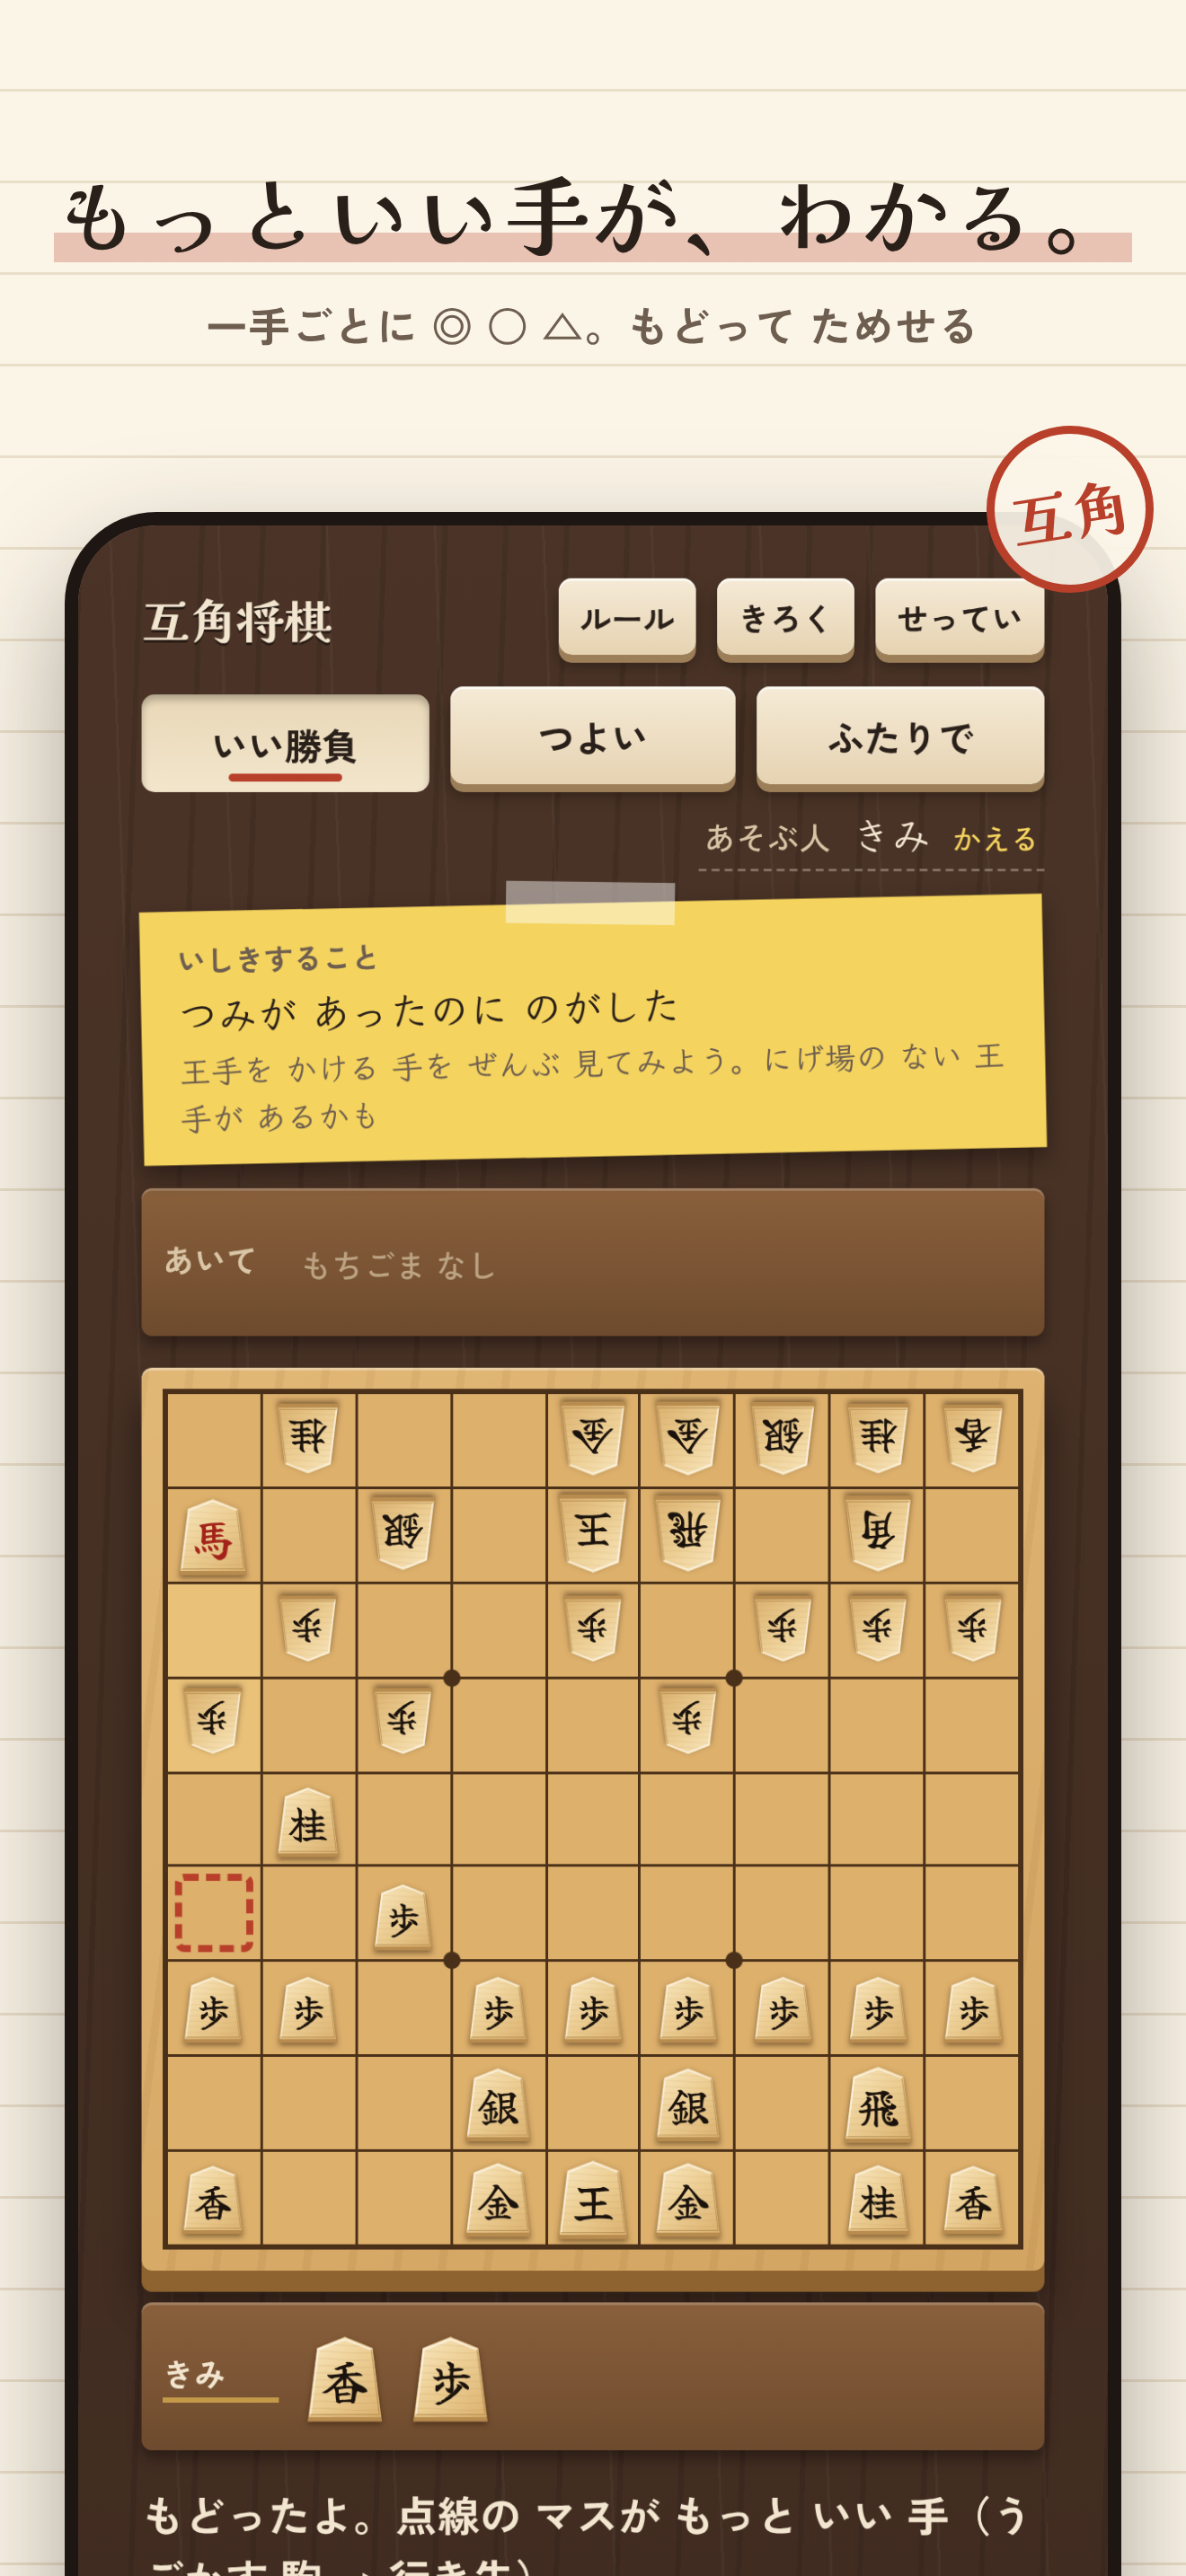 もっといい手が、わかる。
一手ごとに ◎ ○ △。もどって ためせる
互角
互角将棋
ルール
きろく
せってい
いい勝負
つよい
ふたりで
あそぶ人 きみ かえる
いしきすること
つみが あったのに のがした
王手を かける 手を ぜんぶ 見てみよう。にげ場の ない 王
手が あるかも
あいて もちごま なし
桂 金 金 銀 桂 香
馬 銀 王 飛 角
歩 歩 歩 歩 歩
歩 歩 歩
桂
歩
歩 歩 歩 歩 歩 歩 歩 歩
銀 銀 飛
香 金 王 金 桂 香
きみ 香 歩
もどったよ。点線の マスが もっと いい 手（う